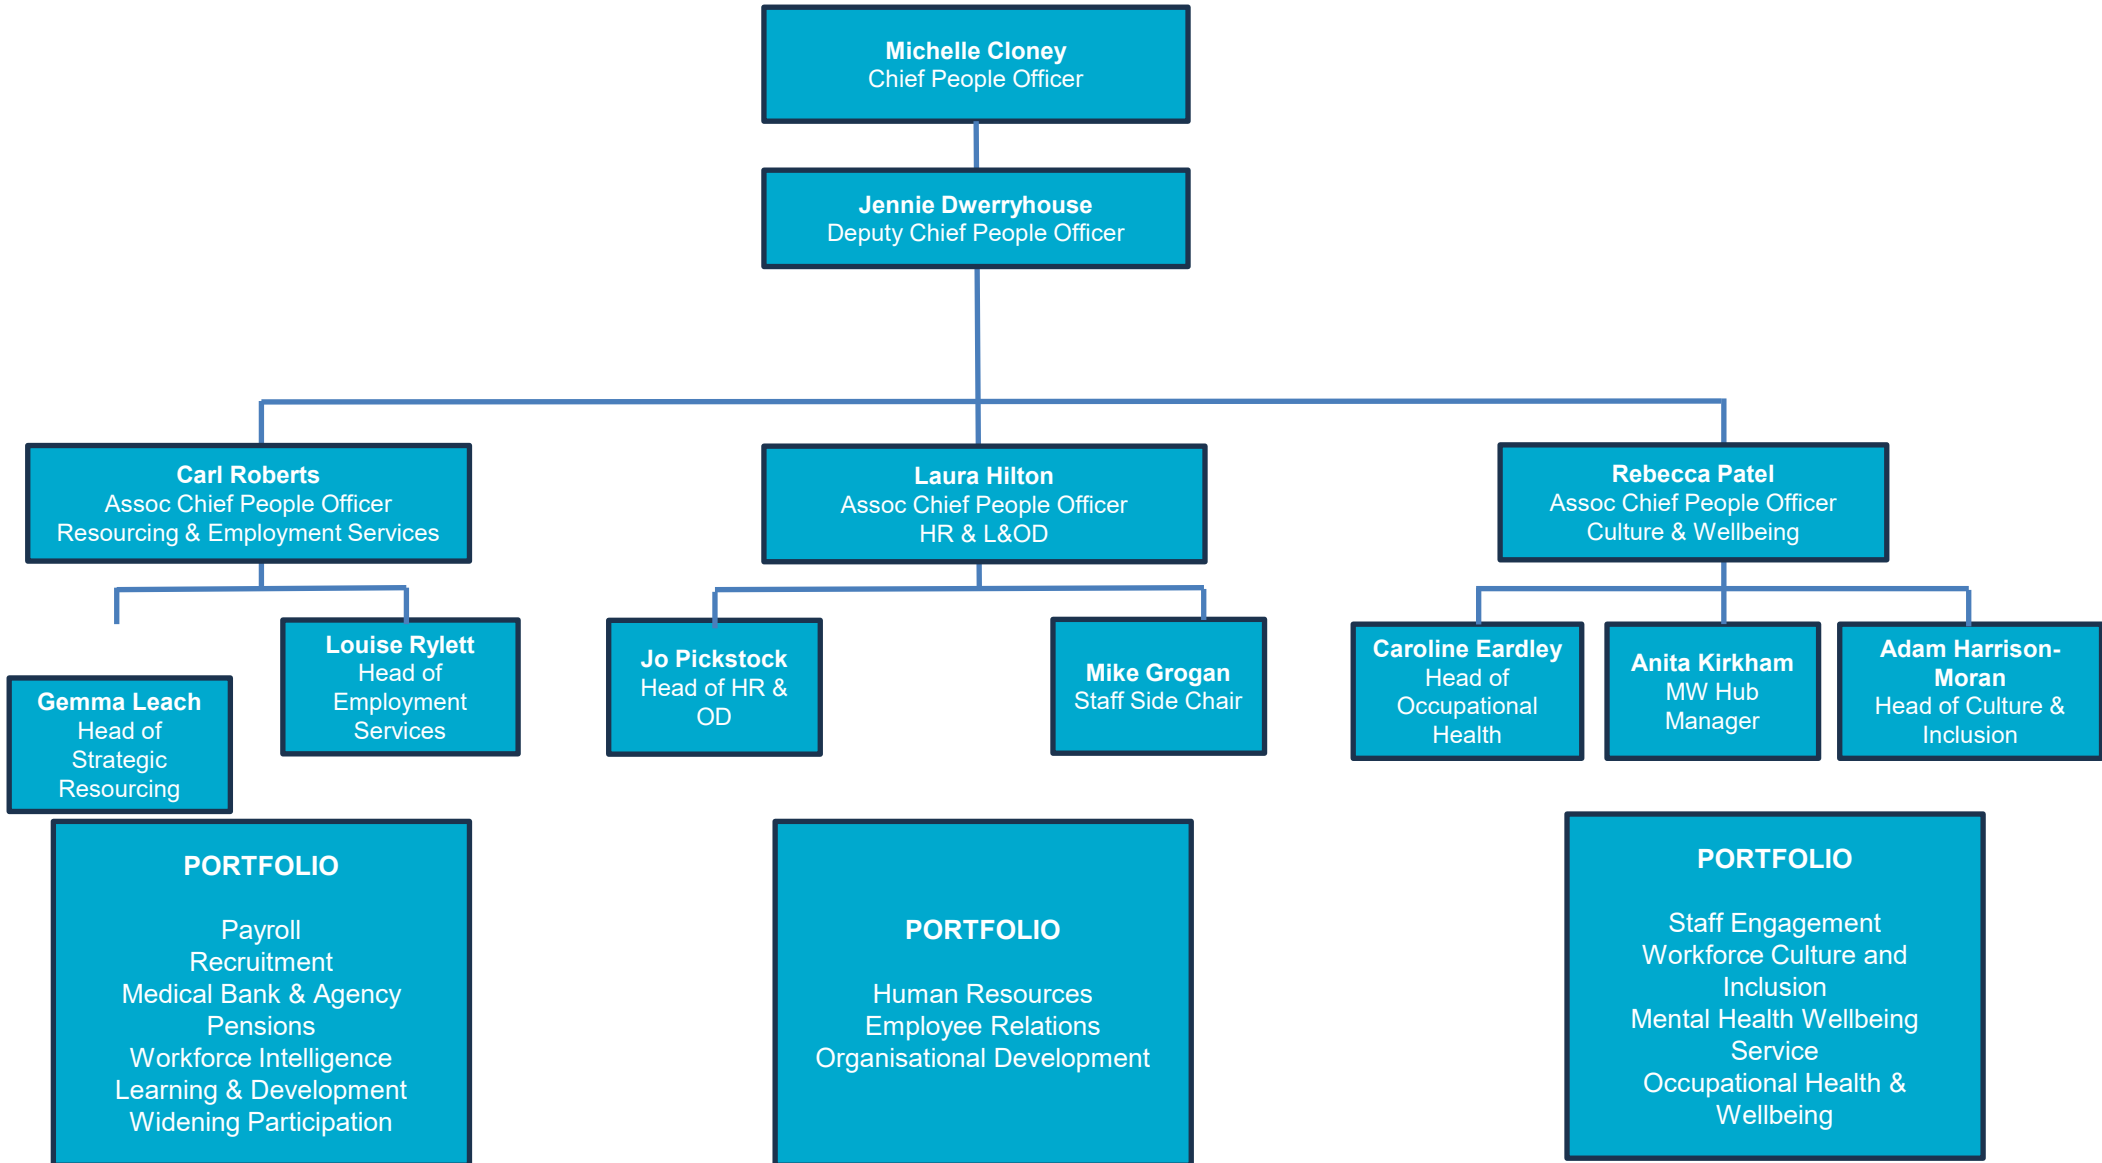 Michelle Cloney
Chief People Officer
Jennie Dwerryhouse
Deputy Chief People Officer
Carl Roberts
Assoc Chief People Officer
Resourcing & Employment Services
Laura Hilton
Assoc Chief People Officer
HR & L&OD
Rebecca Patel
Assoc Chief People Officer
Culture & Wellbeing
Gemma Leach
Head of
Strategic
Resourcing
Louise Rylett
Head of
Employment
Services
Jo Pickstock
Head of HR &
OD
Mike Grogan
Staff Side Chair
Caroline Eardley
Head of
Occupational
Health
Anita Kirkham
MW Hub
Manager
Adam Harrison-
Moran
Head of Culture &
Inclusion
PORTFOLIO
Payroll
Recruitment
Medical Bank & Agency
Pensions
Workforce Intelligence
Learning & Development
Widening Participation
PORTFOLIO
Human Resources
Employee Relations
Organisational Development
PORTFOLIO
Staff Engagement
Workforce Culture and
Inclusion
Mental Health Wellbeing
Service
Occupational Health &
Wellbeing